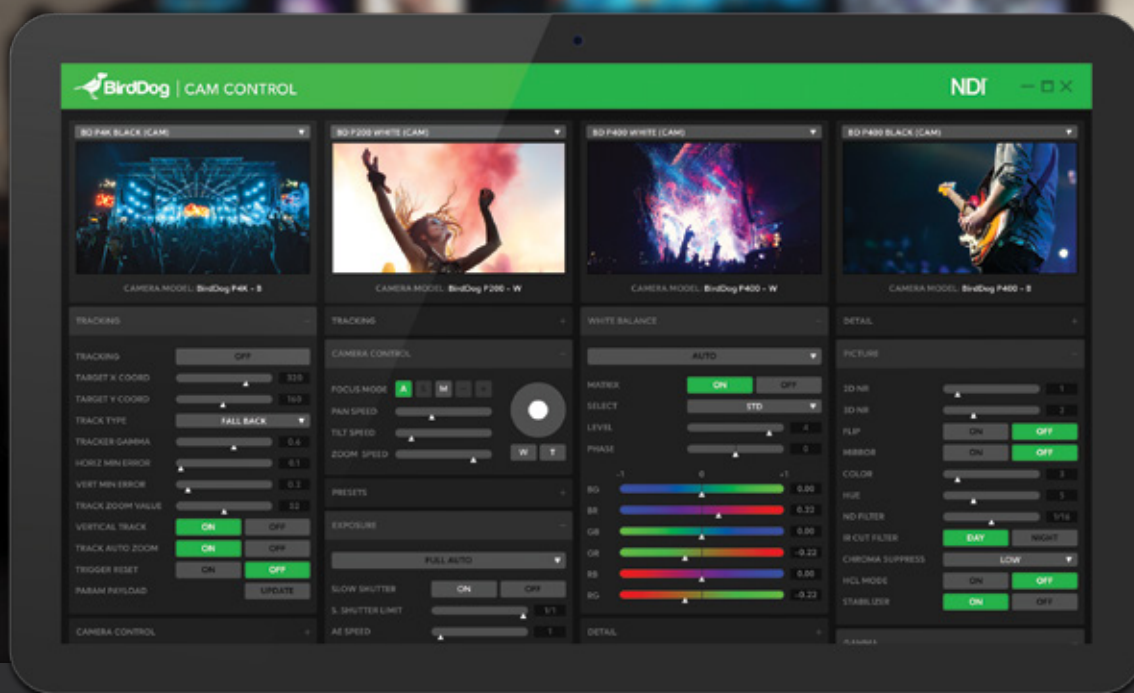 BirdDog | CAM CONTROL
NDI
BD P4K BLACK (CAM)
CAMERA MODEL: BirdDog P4K - B
TRACKING
TRACKING OFF
TARGET X COORD 320
TARGET Y COORD 160
TRACK TYPE FALL BACK
TRACKER GAMMA 0.6
HORIZ MIN ERROR 0.1
VERT MIN ERROR 0.3
TRACK ZOOM VALUE 32
VERTICAL TRACK ON OFF
TRACK AUTO ZOOM ON OFF
TRIGGER RESET ON OFF
PARAM PAYLOAD UPDATE
CAMERA CONTROL
BD P200 WHITE (CAM)
CAMERA MODEL: BirdDog P200 - W
TRACKING
CAMERA CONTROL
FOCUS MODE A M
PAN SPEED
TILT SPEED
ZOOM SPEED W T
PRESETS
EXPOSURE
FULL AUTO
SLOW SHUTTER ON OFF
S. SHUTTER LIMIT 1/1
AE SPEED 1
BD P400 WHITE (CAM)
CAMERA MODEL: BirdDog P400 - W
WHITE BALANCE
AUTO
MATRIX ON OFF
SELECT STD
LEVEL 4
PHASE 0
-1 0 +1
BG 0.00
BR 0.22
GB 0.00
GR -0.22
RB 0.00
RG -0.22
DETAIL
BD P400 BLACK (CAM)
CAMERA MODEL: BirdDog P400 - B
DETAIL
PICTURE
2D NR 1
3D NR 2
FLIP ON OFF
MIRROR ON OFF
COLOR 3
HUE 5
ND FILTER 1/16
IR CUT FILTER DAY NIGHT
CHROMA SUPPRESS LOW
HCL MODE ON OFF
STABILIZER ON OFF
GAMMA